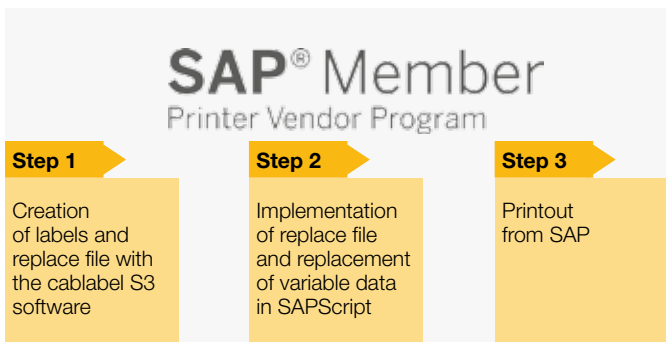 SAP® Member
Printer Vendor Program
Step 1
Creation
of labels and
replace file with
the cablabel S3
software
Step 2
Implementation
of replace file
and replacement
of variable data
in SAPScript
Step 3
Printout
from SAP